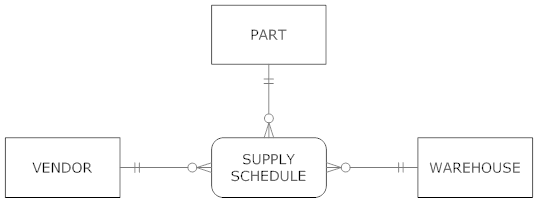 PART
VENDOR
SUPPLY
SCHEDULE
WAREHOUSE